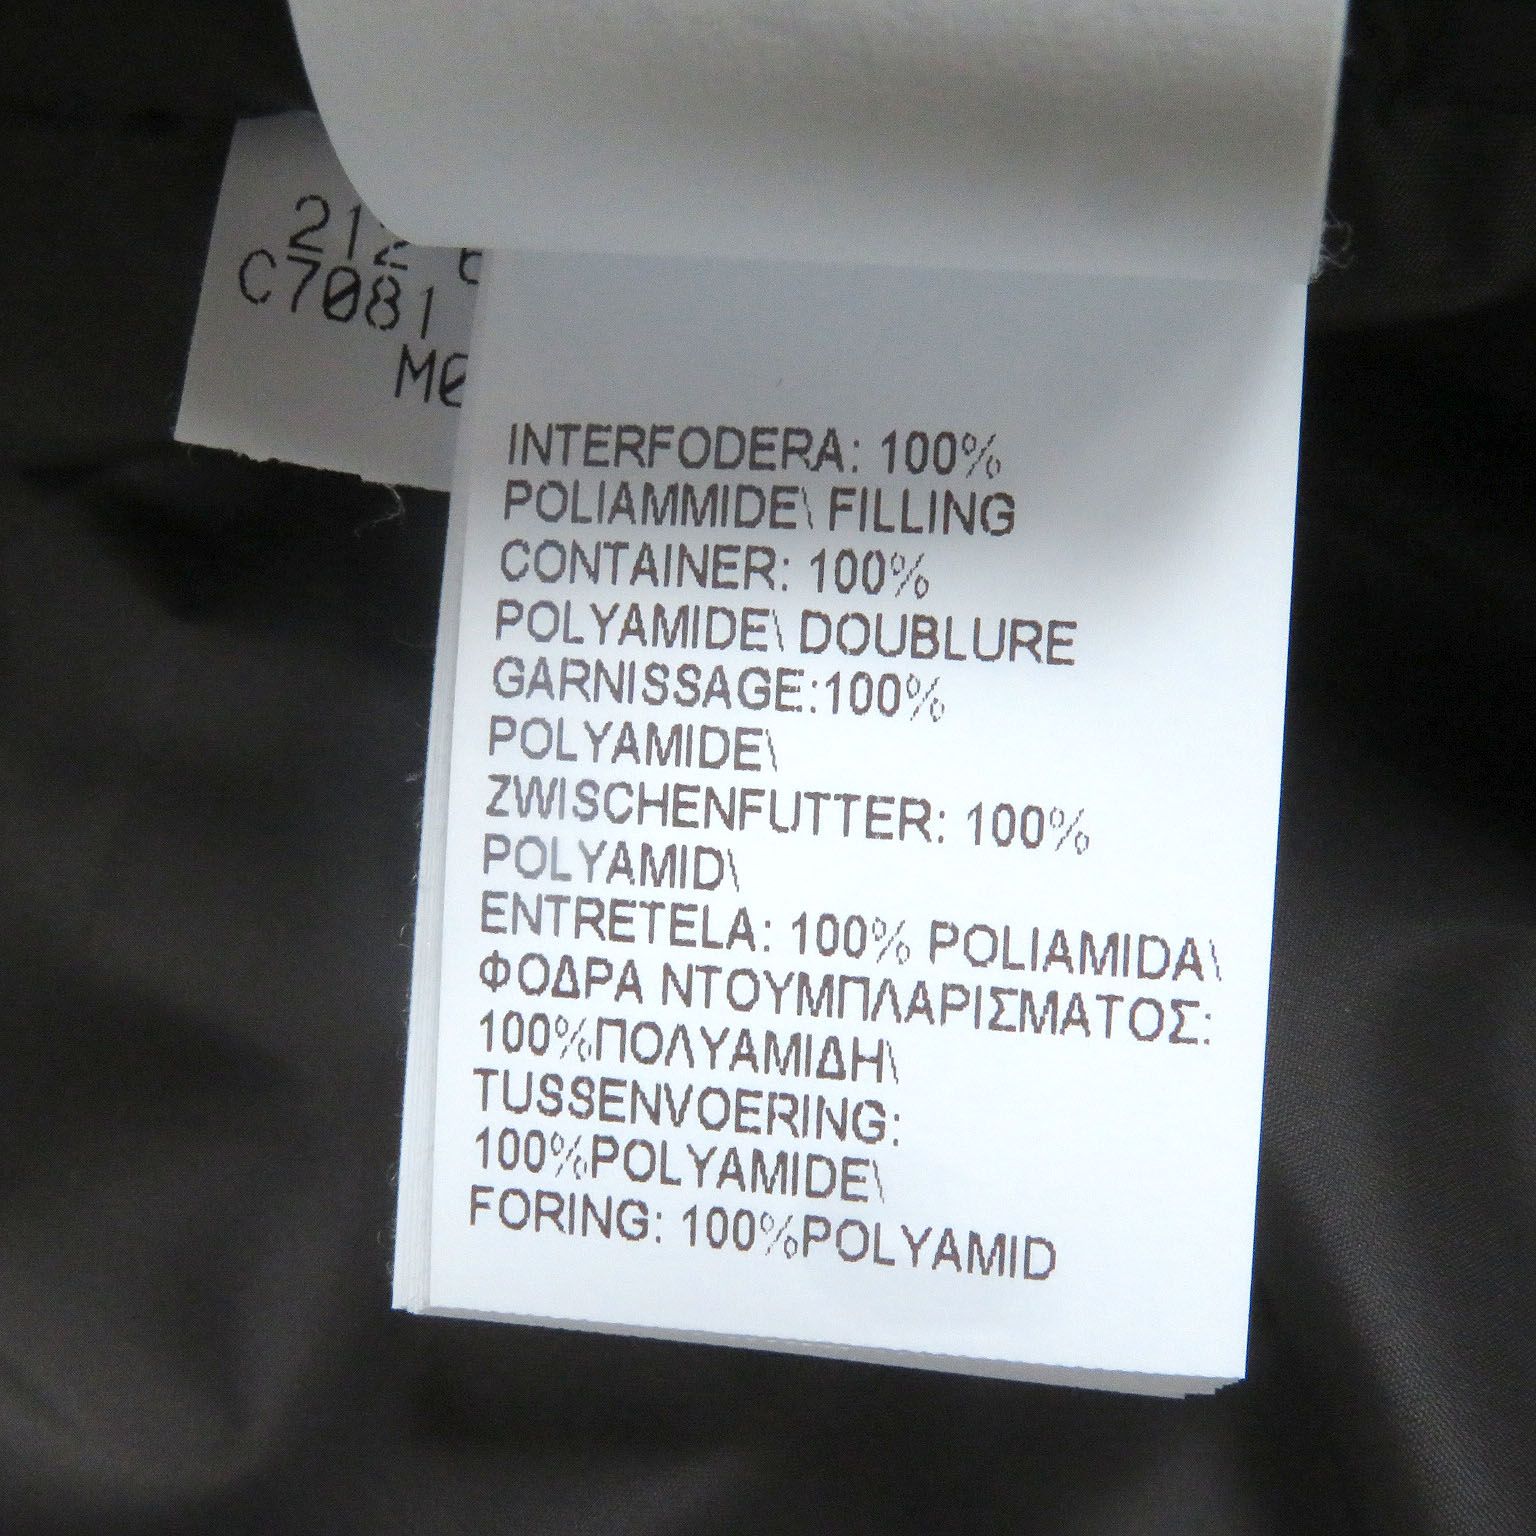 C7081
INTERFODERA: 100%
POLIAMMIDE\ FILLING
CONTAINER: 100%
POLYAMIDE\ DOUBLURE
GARNISSAGE:100%
POLYAMIDE\
ZWISCHENFUTTER: 100%
POLYAMID\
ENTRETELA: 100% POLIAMIDA\
ΦΟΔΡΑ ΝΤΟΥΜΠΛΑΡΙΣΜΑΤΟΣ:
100%ΠΟΛΥΑΜΙΔΗ\
TUSSENVOERING:
100%POLYAMIDE\
FORING: 100%POLYAMID